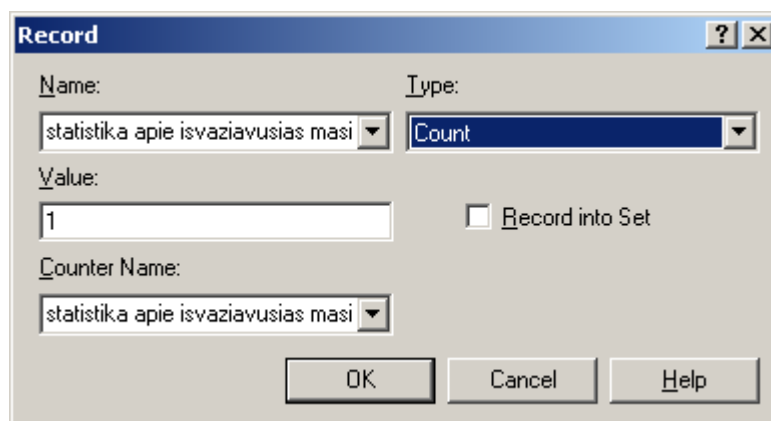 Record
Name:
Type:
statistika apie isvaziavusias masi
Count
Value:
1
Record into Set
Counter Name:
statistika apie isvaziavusias masi
OK
Cancel
Help